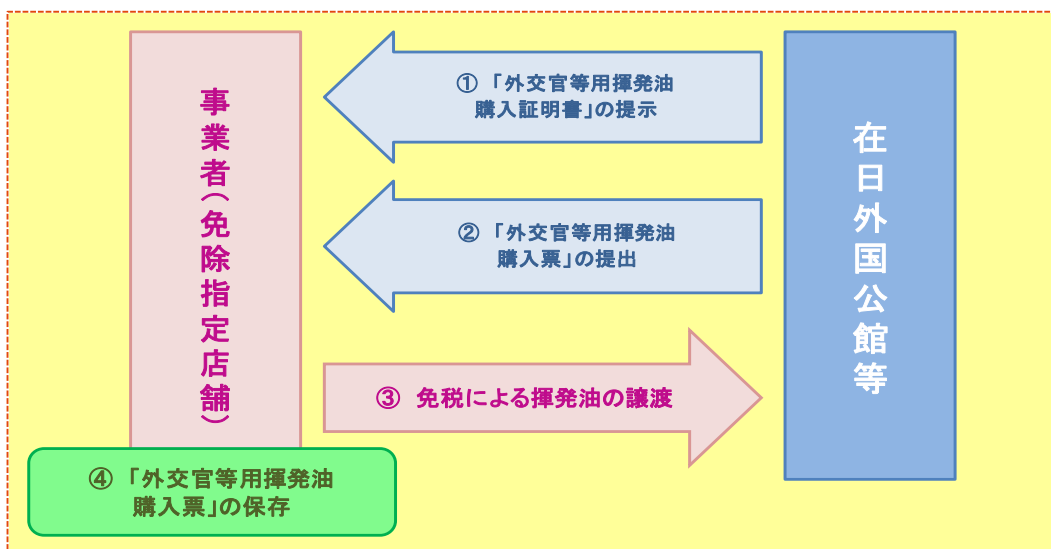 事業者(免除指定店舗)
① 「外交官等用揮発油
購入証明書」の提示
② 「外交官等用揮発油
購入票」の提出
③ 免税による揮発油の譲渡
在日外国公館等
④ 「外交官等用揮発油
購入票」の保存